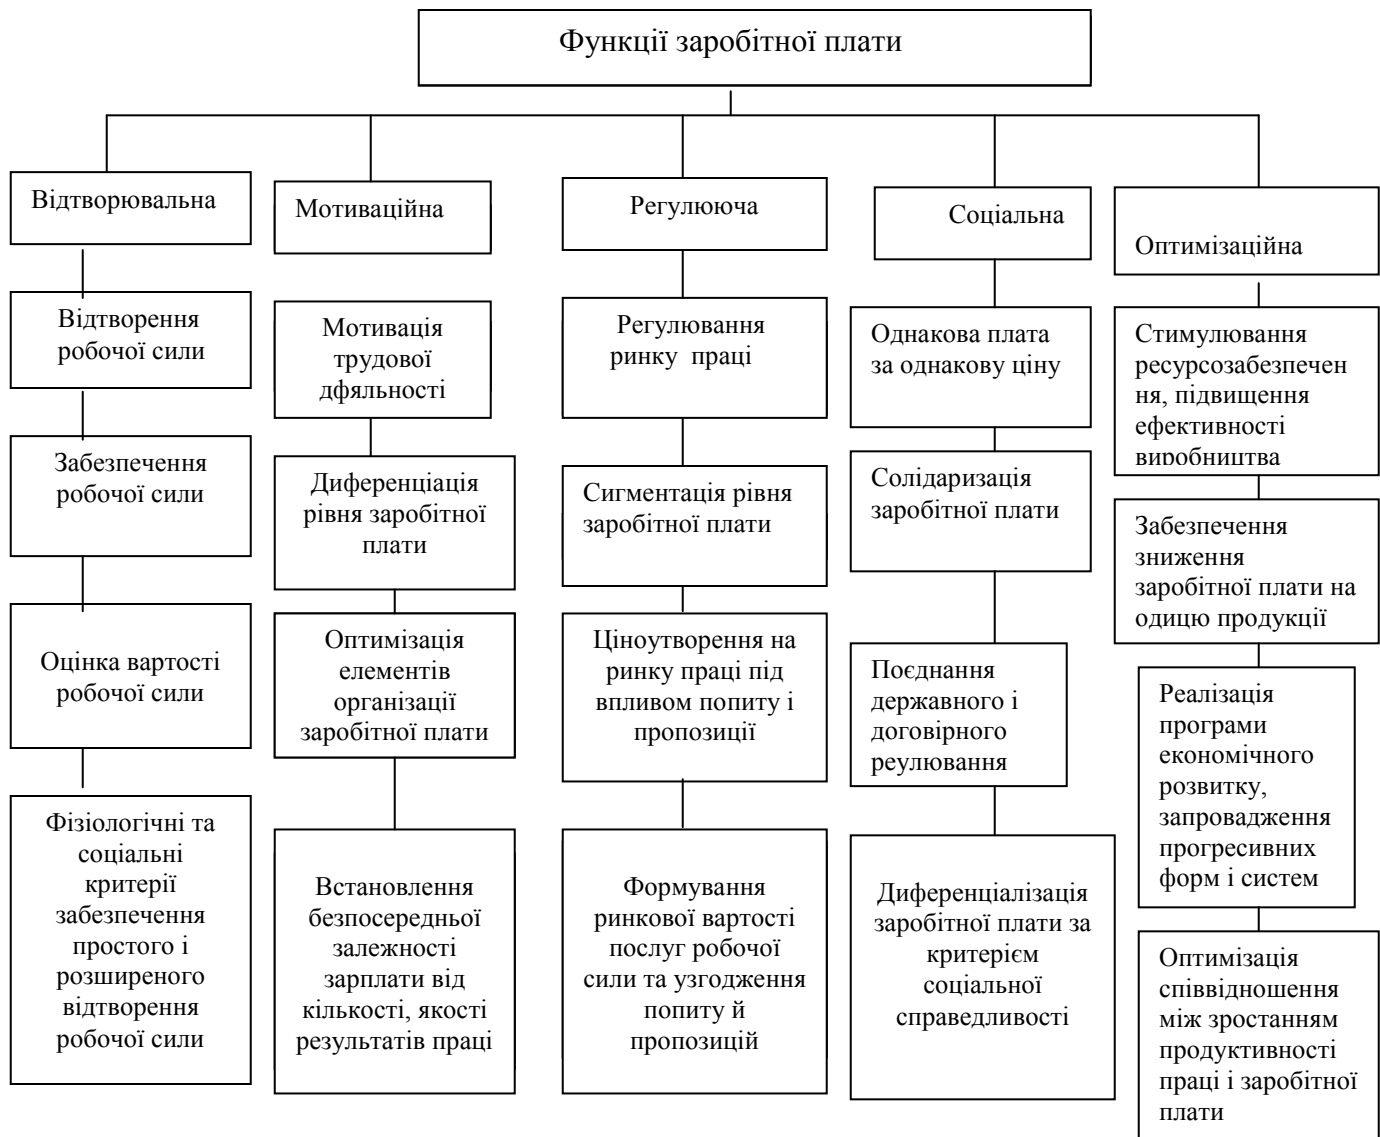 Функції заробітної плати
Відтворювальна
Мотиваційна
Регулююча
Соціальна
Оптимізаційна
Відтворення
робочої сили
Мотивація
трудової
дфяльності
Регулювання
ринку праці
Однакова плата
за однакову ціну
Стимулювання
ресурсозабезпечен
ня, підвищення
ефективності
виробництва
Забезпечення
робочої сили
Диференціація
рівня заробітної
плати
Сигментація рівня
заробітної плати
Солідаризація
заробітної плати
Забезпечення
зниження
заробітної плати на
одицю продукції
Оцінка вартості
робочої сили
Оптимізація
елементів
організації
заробітної плати
Ціноутворення на
ринку праці під
впливом попиту і
пропозиції
Поєднання
державного і
договірного
реулювання
Реалізація
програми
економічного
розвитку,
запровадження
прогресивних
форм і систем
Фізіологічні та
соціальні
критерії
забезпечення
простого і
розширеного
відтворення
робочої сили
Встановлення
безпосередньої
залежності
зарплати від
кількості, якості
результатів праці
Формування
ринкової вартості
послуг робочої
сили та узгодження
попиту й
пропозицій
Диференціалізація
заробітної плати за
критерієм
соціальної
справедливості
Оптимізація
співвідношення
між зростанням
продуктивності
праці і заробітної
плати